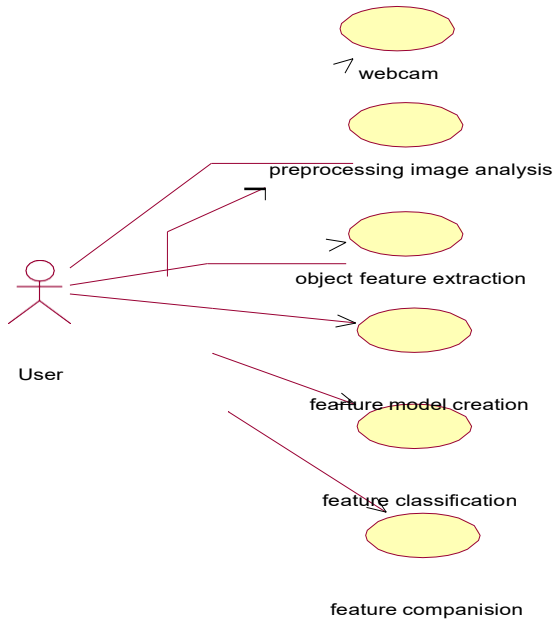 webcam
preprocessing image analysis
object feature extraction
User
fearture model creation
feature classification
feature companision